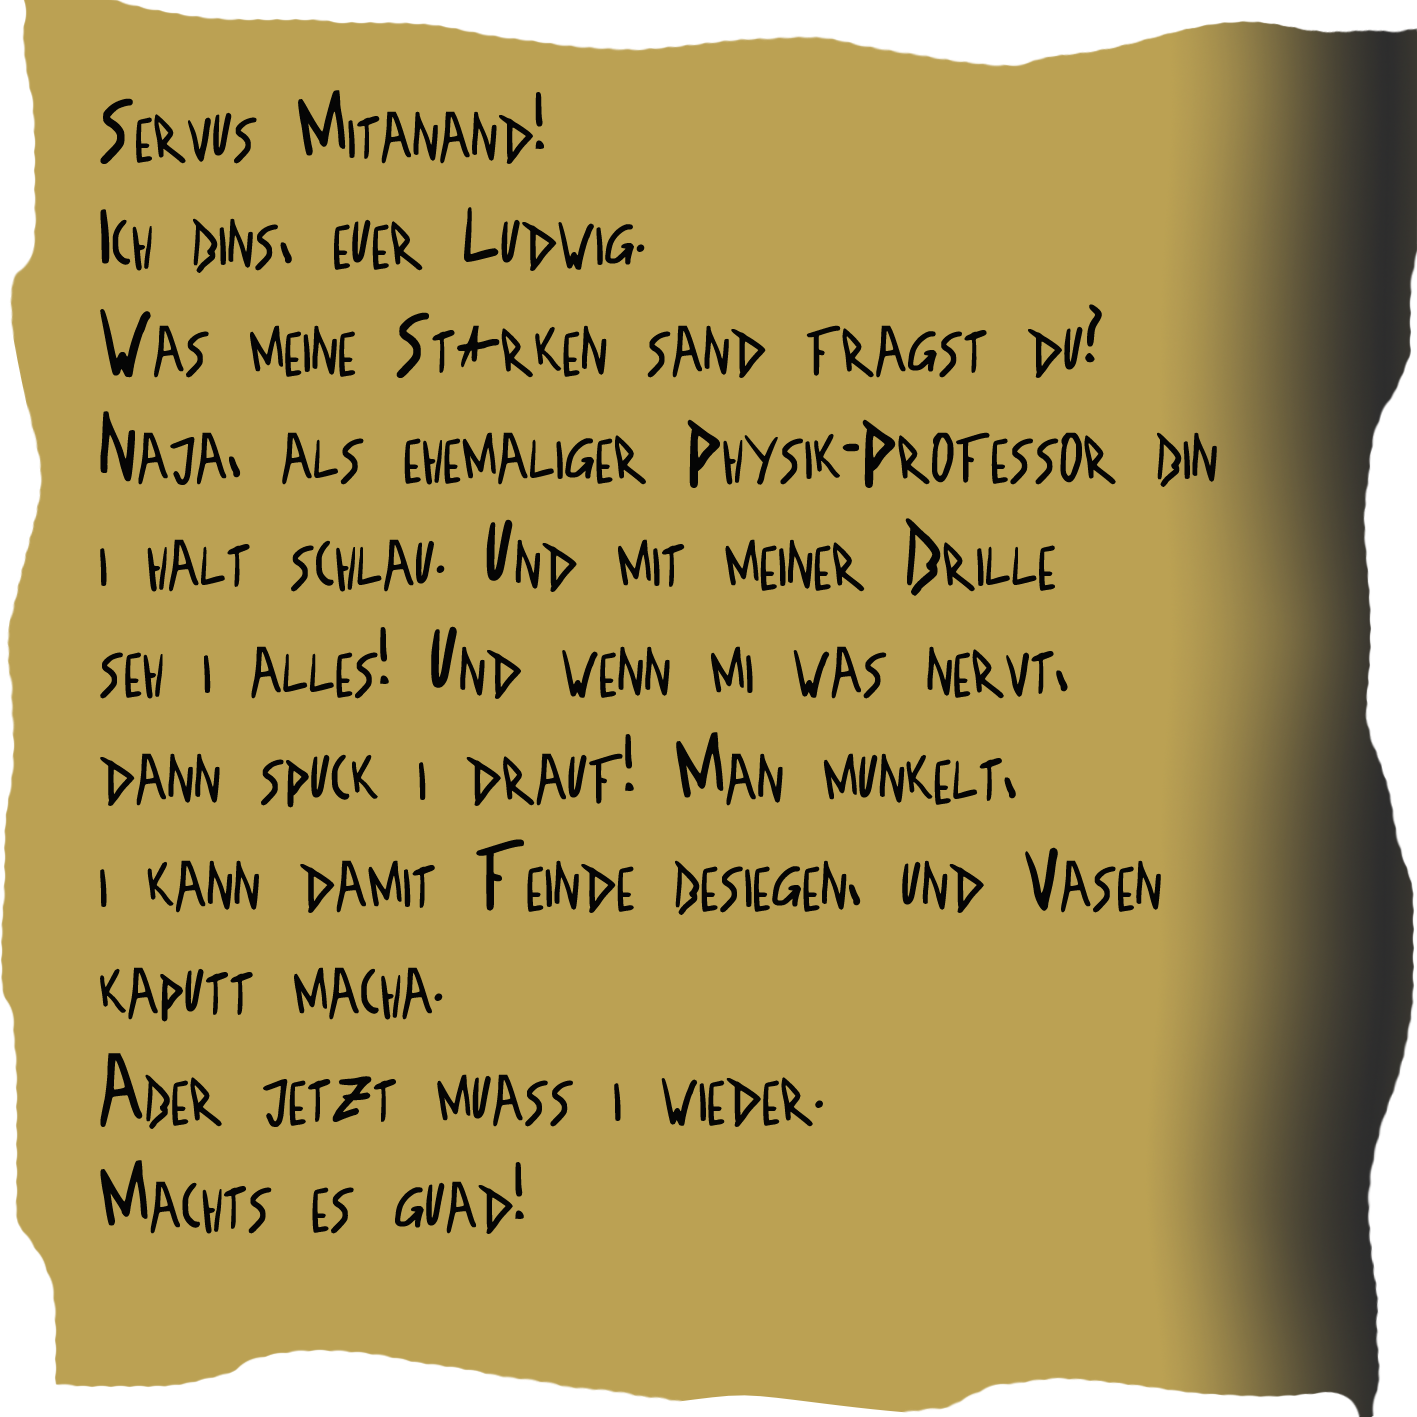 Servus Mitanand!
Ich bins, euer Ludwig.
Was meine Stärken sand fragst du?
Naja, als ehemaliger Physik-Professor bin
i halt schlau. Und mit meiner Brille
seh i alles! Und wenn mi was nervt,
dann spuck i drauf! Man munkelt,
i kann damit Feinde besiegen, und Vasen
kaputt macha.
Aber jetzt muass i wieder.
Machts es guad!